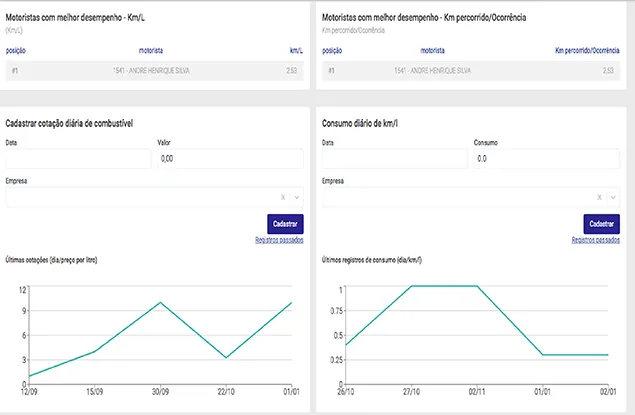 Motoristas com melhor desempenho - Km/L
(Km/L)
posição motorista km/L
#1 1541 - ANDRE HENRIQUE SILVA 2.53
Motoristas com melhor desempenho - Km percorrido/Ocorrência
Km percorrido/Ocorrência
posição motorista Km percorrido/Ocorrência
#1 1541 - ANDRE HENRIQUE SILVA 2.53
Cadastrar cotação diária de combustível
Data Valor
0,00
Empresa
Cadastrar
Registros passados
Últimas cotações (dia/preço por litro)
12
9
6
3
0
12/09 15/09 30/09 22/10 01/01
Consumo diário de km/l
Data Consumo
0.0
Empresa
Cadastrar
Registros passados
Últimos registros de consumo (dia/km/l)
1
0.75
0.5
0.25
0
26/10 27/10 02/11 01/01 02/01